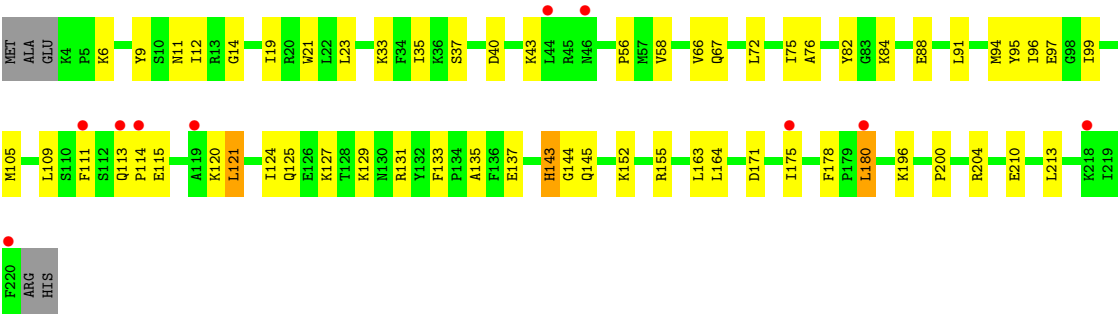 MET ALA GLU K4 P5 K6 Y9 S10 N11 I12 R13 G14 I19 R20 W21 L22 L23 K33 F34 I35 K36 S37 D40 K43 L44 R45 N46 P56 M57 V58 V66 Q67 L72 I75 A76 Y82 G83 K84 E88 L91 M94 Y95 I96 E97 G98 I99
M105 L109 S110 F111 S112 Q113 P114 E115 A119 K120 L121 I124 Q125 E126 K127 T128 K129 N130 R131 Y132 F133 P134 A135 F136 E137 H143 G144 Q145 K152 R155 L163 L164 D171 I175 F178 P179 L180 K196 P200 R204 E210 L213 K218 I219
F220 ARG HIS